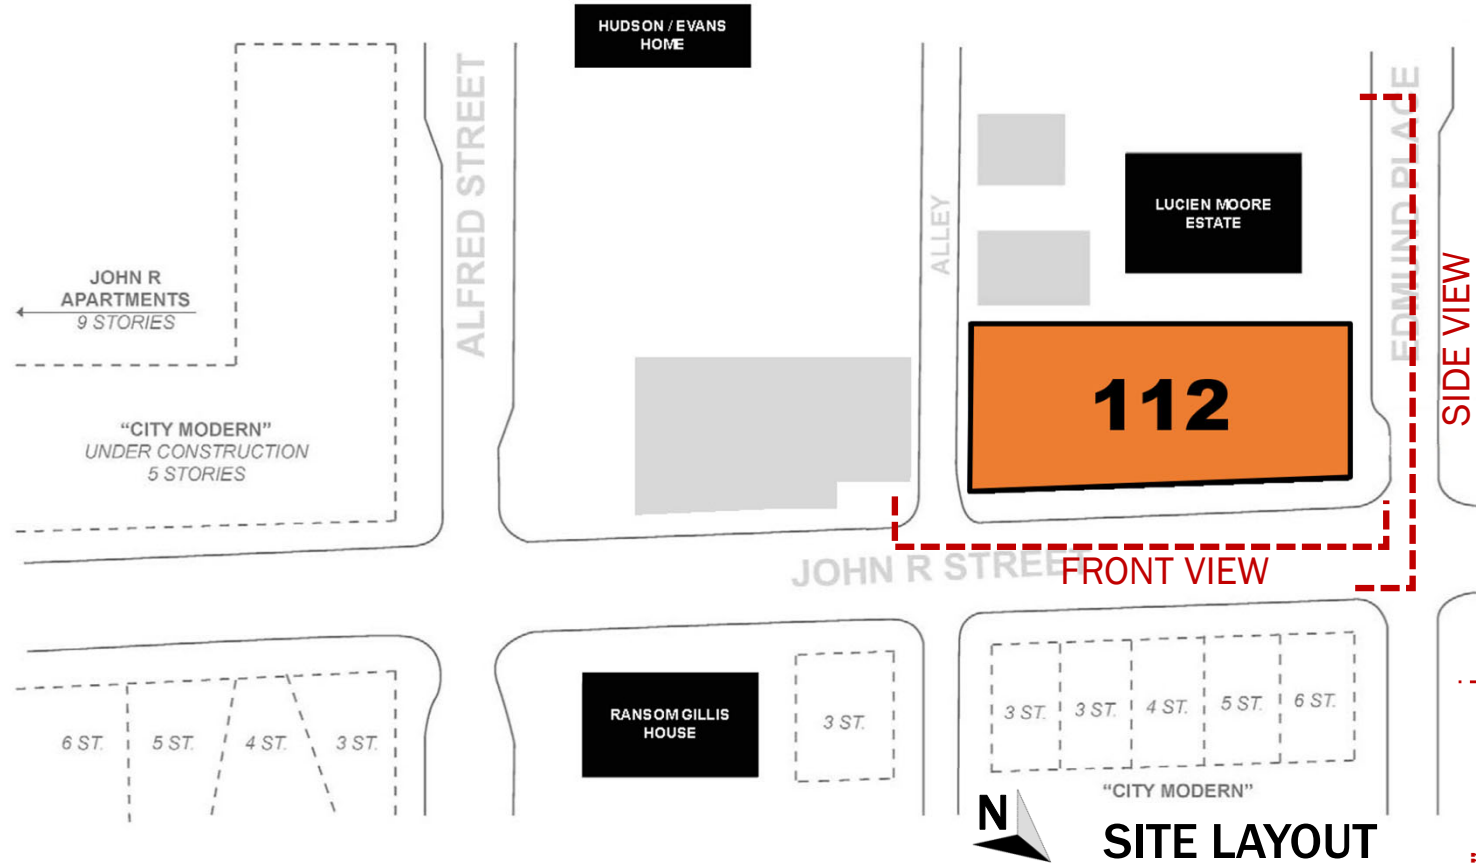 HUDSON / EVANS
HOME
ALFRED STREET
EDMUND PLACE
ALLEY
LUCIEN MOORE
ESTATE
SIDE VIEW
JOHN R
APARTMENTS
9 STORIES
112
"CITY MODERN"
UNDER CONSTRUCTION
5 STORIES
JOHN R STREET
FRONT VIEW
RANSOM GILLIS
HOUSE
3 ST.
3 ST.
3 ST.
4 ST.
5 ST.
6 ST.
6 ST.
5 ST.
4 ST.
3 ST.
"CITY MODERN"
N
SITE LAYOUT